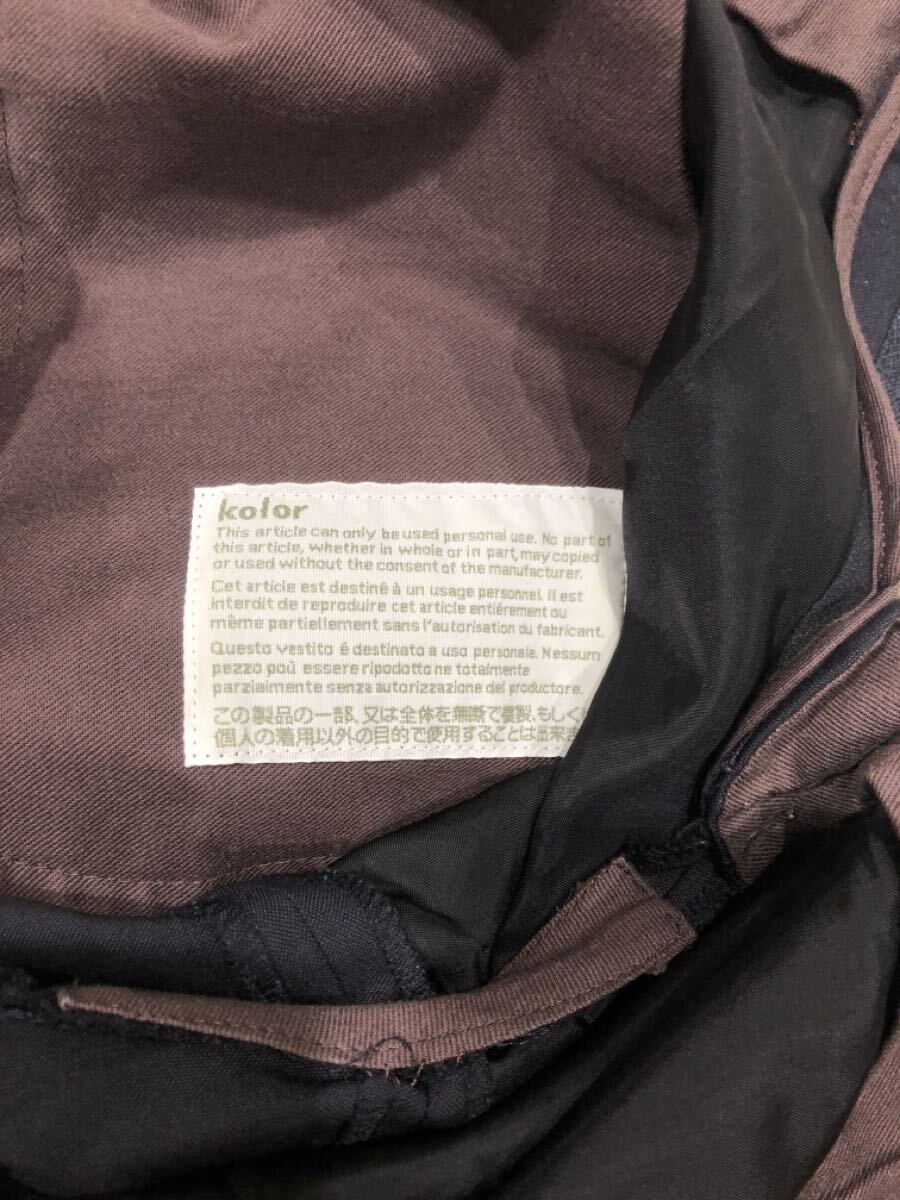 kolor
This article can only be used personal use. No part of
this article, whether in whole or in part, may copied
or used without the consent of the manufacturer.
Cet article est destiné à un usage personnel. Il est
interdit de reproduire cet article entiérement ou
même partiellement sans l'autorisation du fabricant.
Questo vestito é destinato a uso personale. Nessum
pezzo poù essere ripodotto ne totalmente
parzialmente senza autorizzazione del productore.
この製品の一部、又は全体を無断で複製、もしく
個人の着用以外の目的で使用することは出来ま